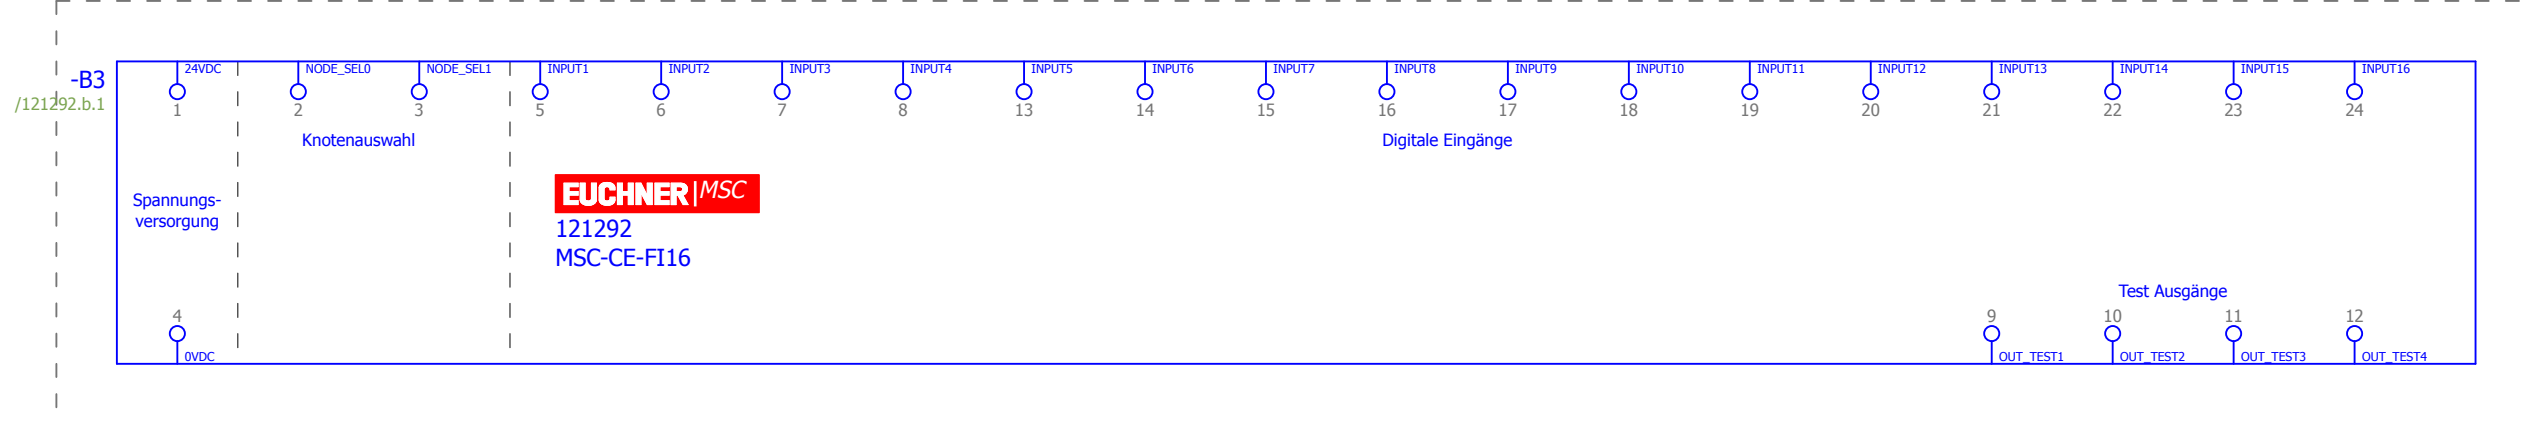 -B3
/121292.b.1
24VDC NODE_SEL0 NODE_SEL1 INPUT1 INPUT2 INPUT3 INPUT4 INPUT5 INPUT6 INPUT7 INPUT8 INPUT9 INPUT10 INPUT11 INPUT12 INPUT13 INPUT14 INPUT15 INPUT16
1 2 3 5 6 7 8 13 14 15 16 17 18 19 20 21 22 23 24
Knotenauswahl Digitale Eingänge
Spannungs-
versorgung
EUCHNER|MSC
121292
MSC-CE-FI16
Test Ausgänge
4 9 10 11 12
0VDC OUT_TEST1 OUT_TEST2 OUT_TEST3 OUT_TEST4